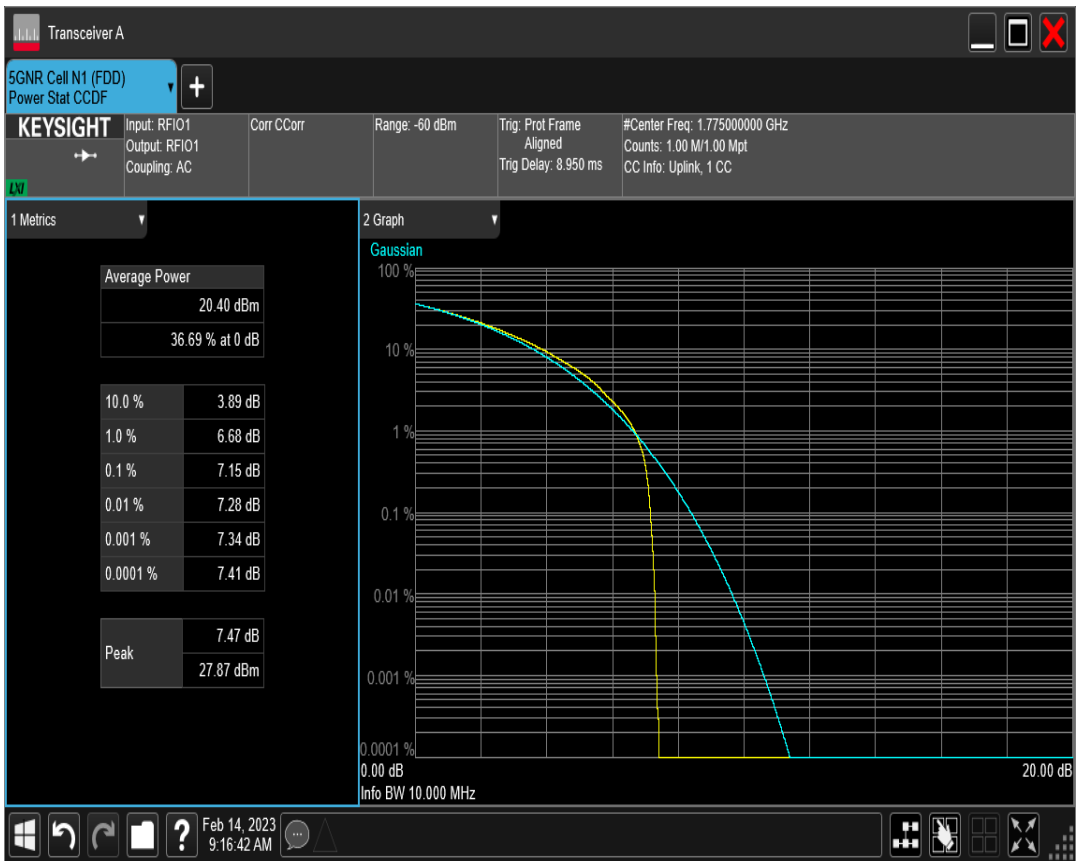 Transceiver A
5GNR Cell N1 (FDD)
Power Stat CCDF
KEYSIGHT
LXI
Input: RFIO1
Output: RFIO1
Coupling: AC
Corr CCorr
Range: -60 dBm
Trig: Prot Frame
Aligned
Trig Delay: 8.950 ms
#Center Freq: 1.775000000 GHz
Counts: 1.00 M/1.00 Mpt
CC Info: Uplink, 1 CC
1 Metrics
Average Power
20.40 dBm
36.69 % at 0 dB
10.0 % 3.89 dB
1.0 % 6.68 dB
0.1 % 7.15 dB
0.01 % 7.28 dB
0.001 % 7.34 dB
0.0001 % 7.41 dB
Peak
7.47 dB
27.87 dBm
2 Graph
Gaussian
100 %
10 %
1 %
0.1 %
0.01 %
0.001 %
0.0001 %
0.00 dB 20.00 dB
Info BW 10.000 MHz
Feb 14, 2023
9:16:42 AM